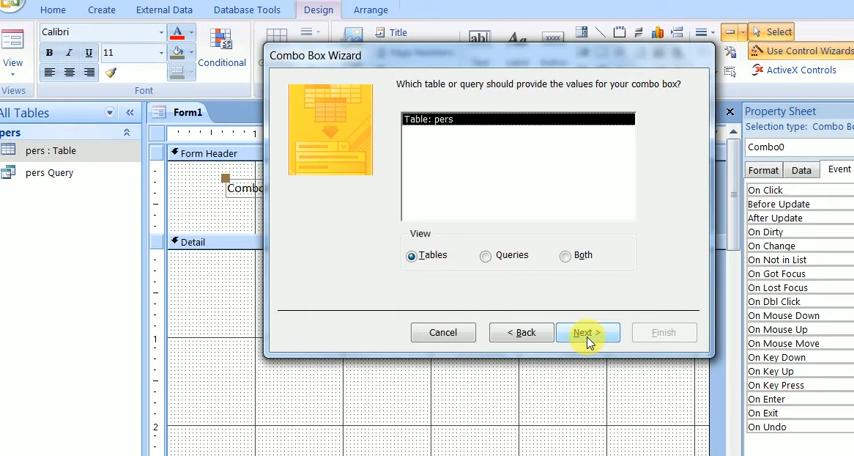 Home Create External Data Database Tools Design Arrange
Calibri
Title
Aa
Select
B I U 11 A
Conditional
ab|
Use Control Wizards
View
ActiveX Controls
Views Font
Combo Box Wizard
Which table or query should provide the values for your combo box?
All Tables
Form1
Property Sheet
pers
1
Selection type: Combo Bo
Table: pers
pers : Table
Form Header
Combo0
pers Query
Combo
Format Data Event
On Click
Before Update
After Update
View
On Dirty
Detail
On Change
Tables Queries Both
On Not in List
On Got Focus
On Lost Focus
On Dbl Click
On Mouse Down
Cancel < Back Next > Finish
On Mouse Up
1
On Mouse Move
On Key Down
On Key Up
On Key Press
On Enter
On Exit
2
On Undo